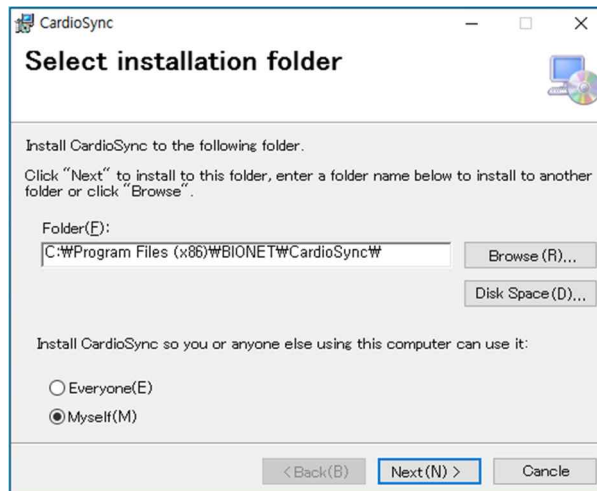 CardioSync
Select installation folder
Install CardioSync to the following folder.
Click "Next" to install to this folder, enter a folder name below to install to another
folder or click "Browse".
Folder(F):
C:₩Program Files (x86)₩BIONET₩CardioSync₩
Browse (R)...
Disk Space(D)...
Install CardioSync so you or anyone else using this computer can use it:
Everyone(E)
Myself(M)
<Back(B)
Next(N) >
Cancle